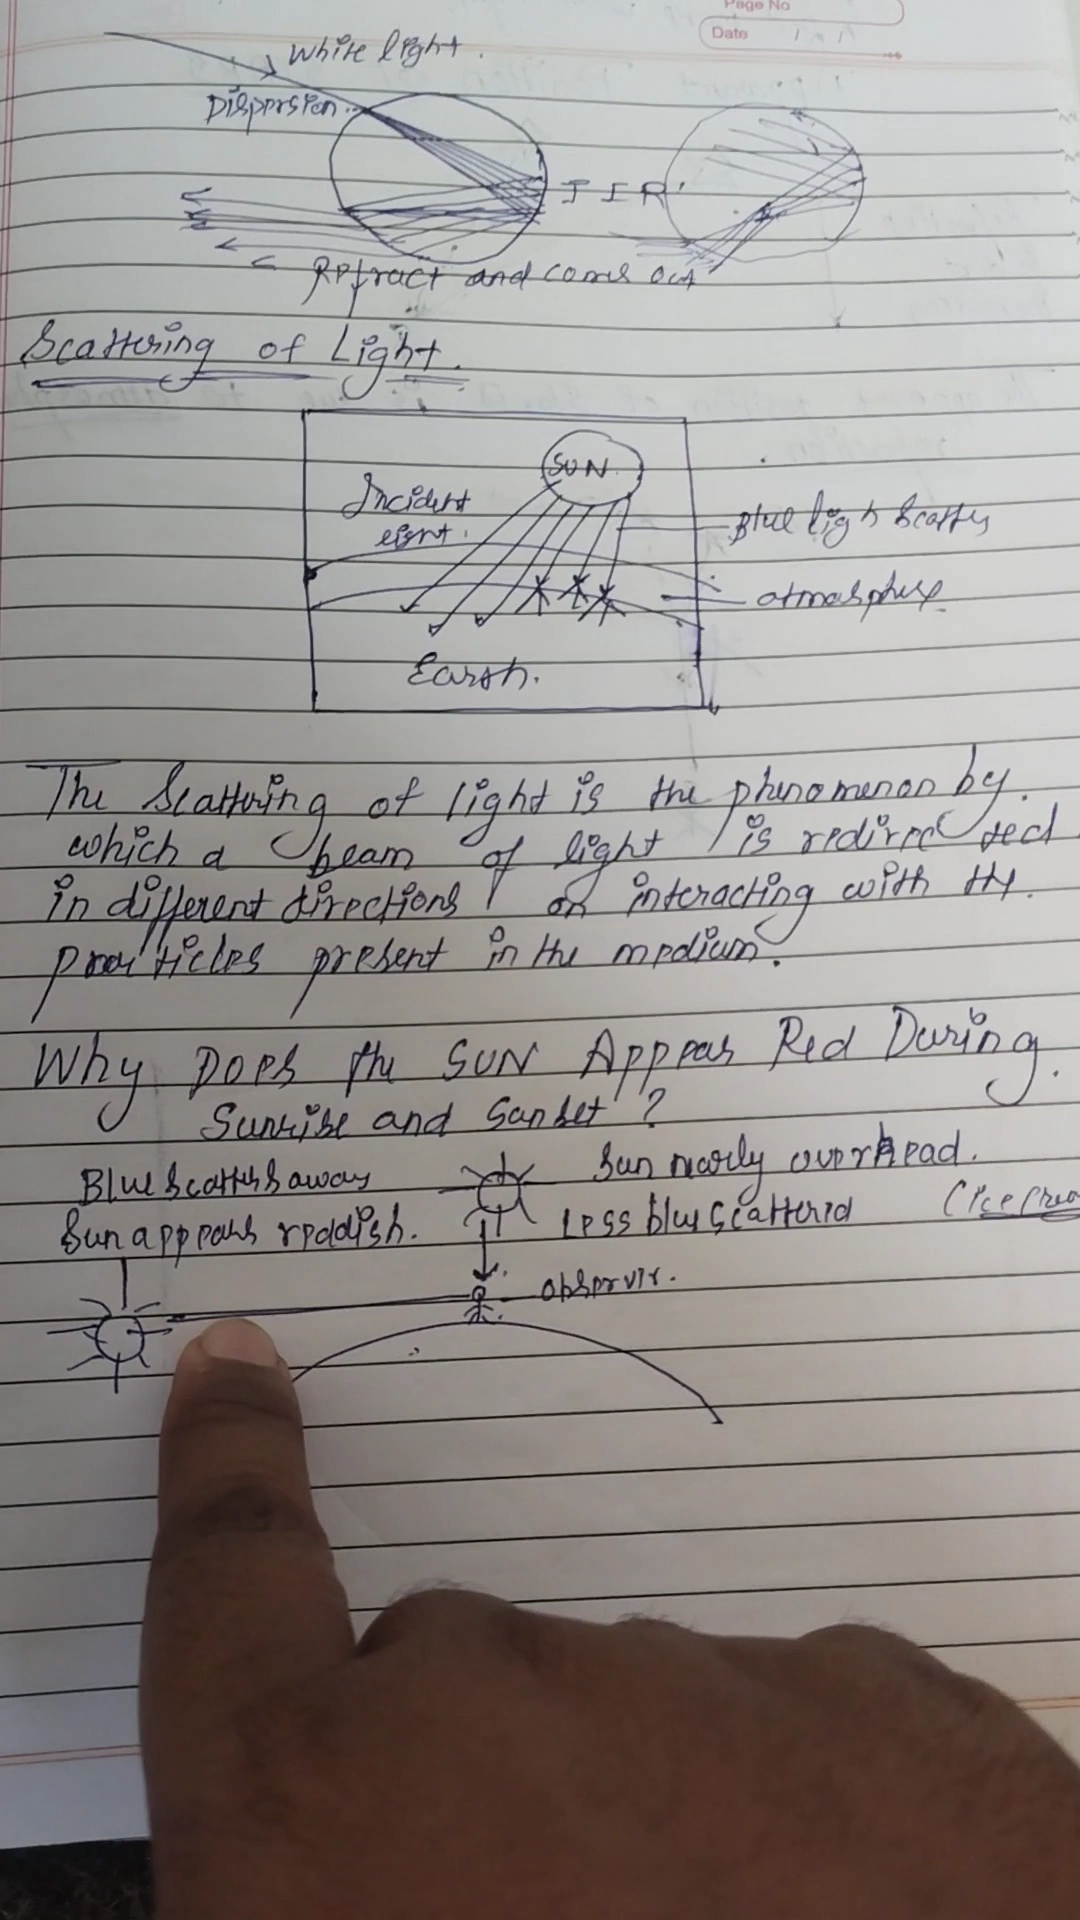 Page No
Date
White light.
Dispersion
T I R
Refract and comes out
Scattering of Light.
SUN
Incident
light.
Blue light Scatters
atmosphere
Earth.
The Scattering of light is the phenomenon by.
which a beam of light is redirected
in different directions on interacting with the.
particles present in the medium.
Why Does the SUN Appears Red During.
Sunrise and Sunset ?
Blue Scatters away
Sun nearly overhead.
Sun appears reddish.
Less blue Scattered
observer.